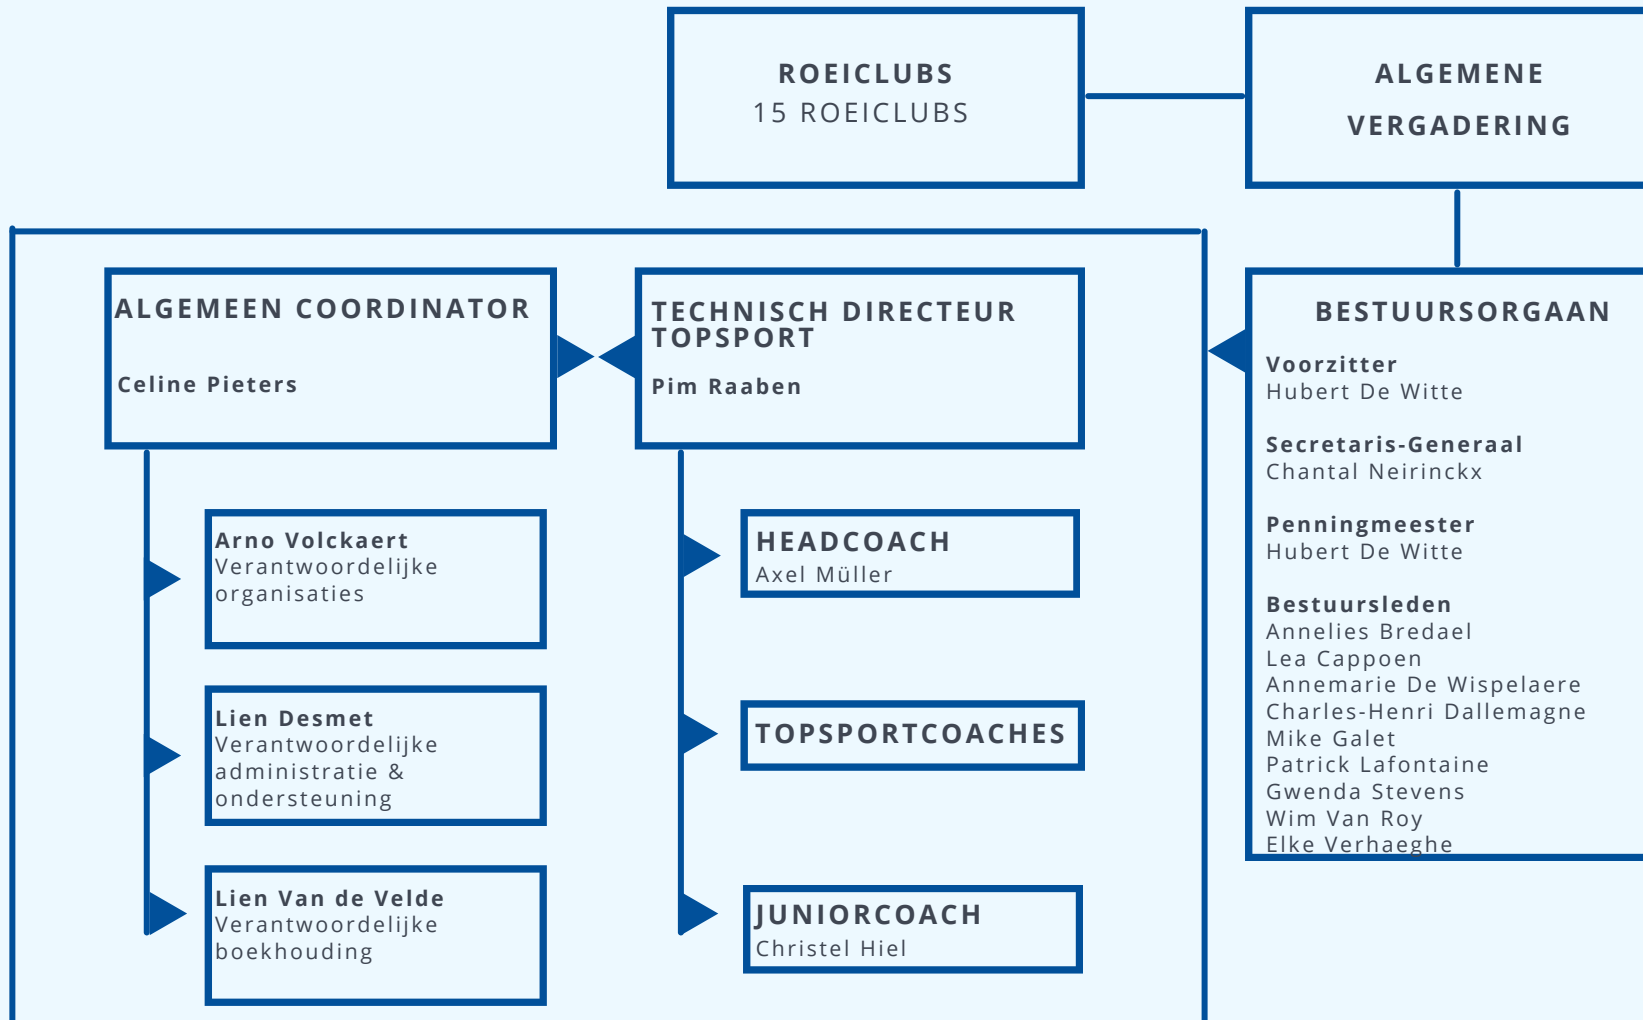 ROEICLUBS
15 ROEICLUBS
ALGEMENE
VERGADERING
ALGEMEEN COORDINATOR
Celine Pieters
TECHNISCH DIRECTEUR
TOPSPORT
Pim Raaben
BESTUURSORGAAN
Voorzitter
Hubert De Witte
Secretaris-Generaal
Chantal Neirinckx
Penningmeester
Hubert De Witte
Bestuursleden
Annelies Bredael
Lea Cappoen
Annemarie De Wispelaere
Charles-Henri Dallemagne
Mike Galet
Patrick Lafontaine
Gwenda Stevens
Wim Van Roy
Elke Verhaeghe
Arno Volckaert
Verantwoordelijke
organisaties
Lien Desmet
Verantwoordelijke
administratie &
ondersteuning
Lien Van de Velde
Verantwoordelijke
boekhouding
HEADCOACH
Axel Müller
TOPSPORTCOACHES
JUNIORCOACH
Christel Hiel